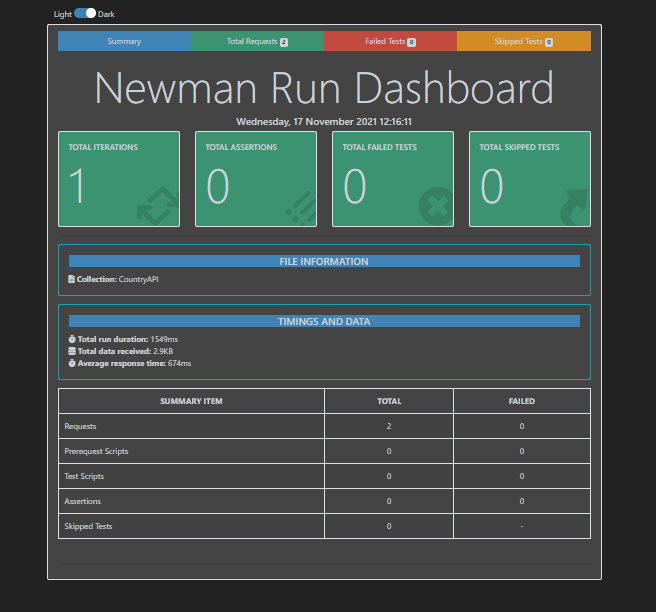 Light Dark
Summary Total Requests 2 Failed Tests 0 Skipped Tests 0
Newman Run Dashboard
Wednesday, 17 November 2021 12:16:11
TOTAL ITERATIONS TOTAL ASSERTIONS TOTAL FAILED TESTS TOTAL SKIPPED TESTS
1 0 0 0
FILE INFORMATION
Collection: CountryAPI
TIMINGS AND DATA
Total run duration: 1549ms
Total data received: 2.9KB
Average response time: 674ms
SUMMARY ITEM TOTAL FAILED
Requests 2 0
Prerequest Scripts 0 0
Test Scripts 0 0
Assertions 0 0
Skipped Tests 0 -